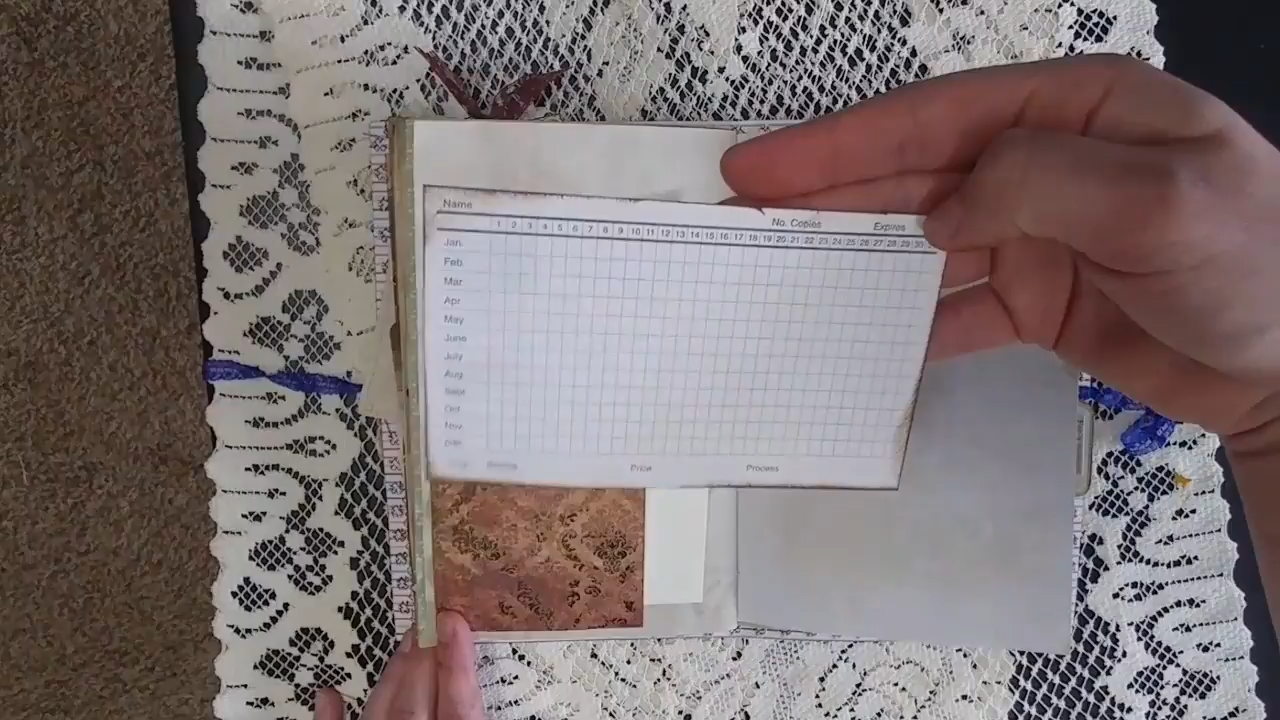 Name No. Copies Expires
1 2 3 4 5 6 7 8 9 10 11 12 13 14 15 16 17 18 19 20 21 22 23 24 25 26 27 28 29 30
Jan.
Feb
Mar
Apr
May
June
July
Aug
Sept
Oct
Nov
Price Process